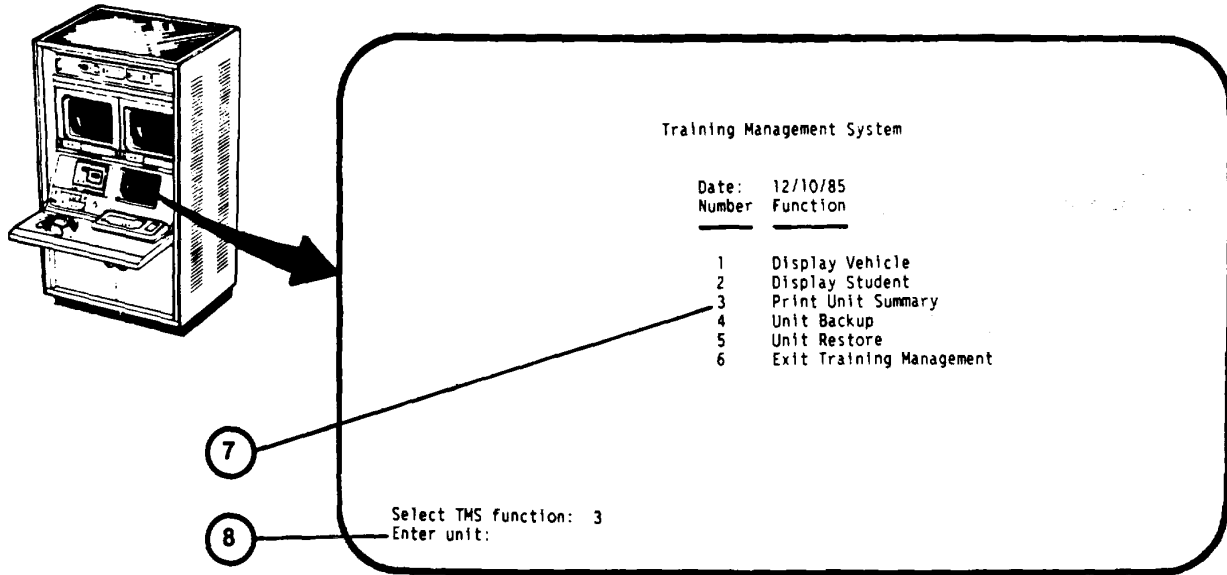 Training Management System
Date: 12/10/85
Number Function
1 Display Vehicle
2 Display Student
3 Print Unit Summary
4 Unit Backup
5 Unit Restore
6 Exit Training Management
7
Select TMS function: 3
8
Enter unit: